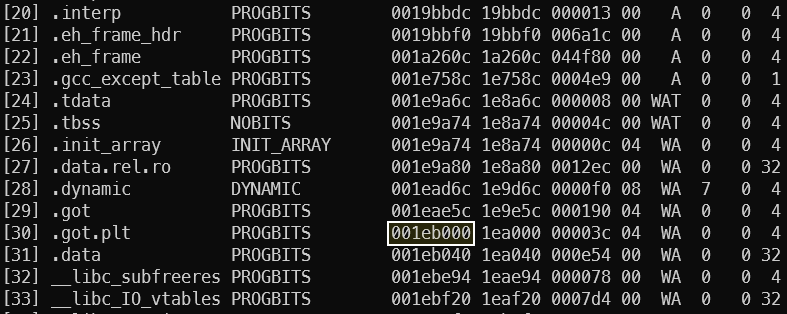 [20] .interp PROGBITS 0019bbdc 19bbdc 000013 00 A 0 0 4
[21] .eh_frame_hdr PROGBITS 0019bbf0 19bbf0 006a1c 00 A 0 0 4
[22] .eh_frame PROGBITS 001a260c 1a260c 044f80 00 A 0 0 4
[23] .gcc_except_table PROGBITS 001e758c 1e758c 0004e9 00 A 0 0 1
[24] .tdata PROGBITS 001e9a6c 1e8a6c 000008 00 WAT 0 0 4
[25] .tbss NOBITS 001e9a74 1e8a74 00004c 00 WAT 0 0 4
[26] .init_array INIT_ARRAY 001e9a74 1e8a74 00000c 04 WA 0 0 4
[27] .data.rel.ro PROGBITS 001e9a80 1e8a80 0012ec 00 WA 0 0 32
[28] .dynamic DYNAMIC 001ead6c 1e9d6c 0000f0 08 WA 7 0 4
[29] .got PROGBITS 001eae5c 1e9e5c 000190 04 WA 0 0 4
[30] .got.plt PROGBITS 001eb000 1ea000 00003c 04 WA 0 0 4
[31] .data PROGBITS 001eb040 1ea040 000e54 00 WA 0 0 32
[32] __libc_subfreeres PROGBITS 001ebe94 1eae94 000078 00 WA 0 0 4
[33] __libc_IO_vtables PROGBITS 001ebf20 1eaf20 0007d4 00 WA 0 0 32